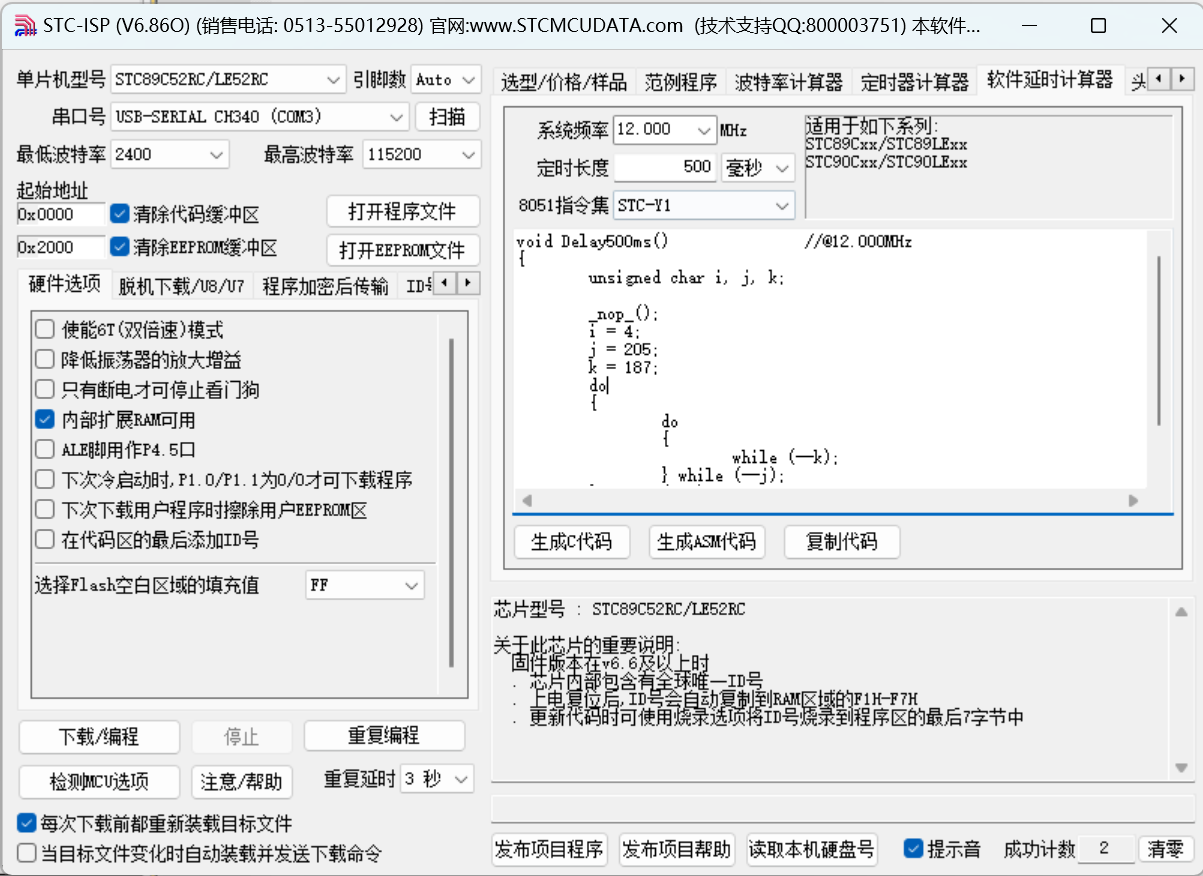 STC-ISP (V6.86O) (销售电话: 0513-55012928) 官网:www.STCMCUDATA.com (技术支持QQ:800003751) 本软件...
单片机型号 STC89C52RC/LE52RC 引脚数 Auto
串口号 USB-SERIAL CH340 (COM3) 扫描
最低波特率 2400 最高波特率 115200
起始地址
0x0000 清除代码缓冲区 打开程序文件
0x2000 清除EEPROM缓冲区 打开EEPROM文件
硬件选项 脱机下载/U8/U7 程序加密后传输 ID号
使能6T(双倍速)模式
降低振荡器的放大增益
只有断电才可停止看门狗
内部扩展RAM可用
ALE脚用作P4.5口
下次冷启动时,P1.0/P1.1为0/0才可下载程序
下次下载用户程序时擦除用户EEPROM区
在代码区的最后添加ID号
选择Flash空白区域的填充值 FF
下载/编程 停止 重复编程
检测MCU选项 注意/帮助 重复延时 3 秒
每次下载前都重新装载目标文件
当目标文件变化时自动装载并发送下载命令
选型/价格/样品 范例程序 波特率计算器 定时器计算器 软件延时计算器 头
系统频率 12.000 MHz
定时长度 500 毫秒
8051指令集 STC-Y1
适用于如下系列:
STC89Cxx/STC89LExx
STC90Cxx/STC90LExx
void Delay500ms() //@12.000MHz
{
unsigned char i, j, k;
_nop_();
i = 4;
j = 205;
k = 187;
do
{
do
{
while (--k);
} while (--j);
生成C代码 生成ASM代码 复制代码
芯片型号 : STC89C52RC/LE52RC
关于此芯片的重要说明:
固件版本在v6.6及以上时
. 芯片内部包含有全球唯一ID号
. 上电复位后,ID号会自动复制到RAM区域的F1H-F7H
. 更新代码时可使用烧录选项将ID号烧录到程序区的最后7字节中
发布项目程序 发布项目帮助 读取本机硬盘号 提示音 成功计数 2 清零